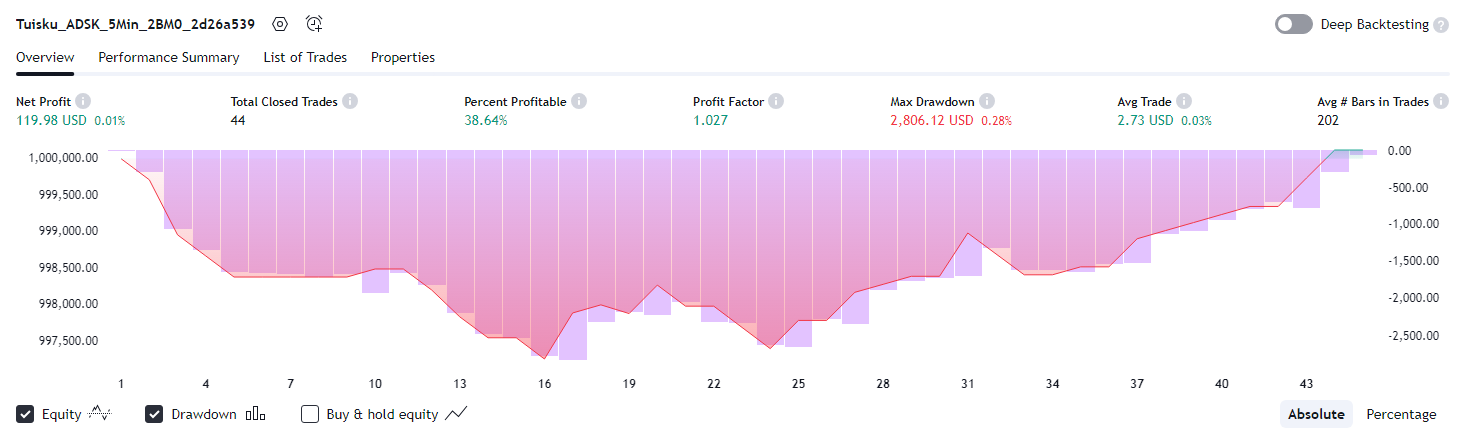 Tuisku_ADSK_5Min_2BM0_2d26a539
Deep Backtesting
Overview Performance Summary List of Trades Properties
Net Profit Total Closed Trades Percent Profitable Profit Factor Max Drawdown Avg Trade Avg # Bars in Trades
119.98 USD 0.01% 44 38.64% 1.027 2,806.12 USD 0.28% 2.73 USD 0.03% 202
1,000,000.00 0.00
999,500.00 -500.00
999,000.00 -1,000.00
998,500.00 -1,500.00
998,000.00 -2,000.00
997,500.00 -2,500.00
1 4 7 10 13 16 19 22 25 28 31 34 37 40 43
Equity Drawdown Buy & hold equity Absolute Percentage